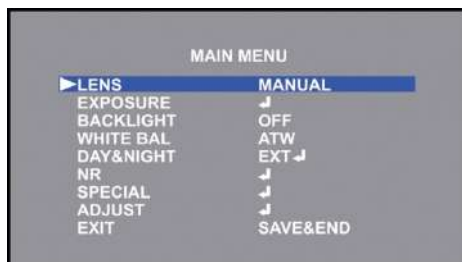 MAIN MENU
►LENS MANUAL
EXPOSURE ↲
BACKLIGHT OFF
WHITE BAL ATW
DAY&NIGHT EXT↲
NR ↲
SPECIAL ↲
ADJUST ↲
EXIT SAVE&END